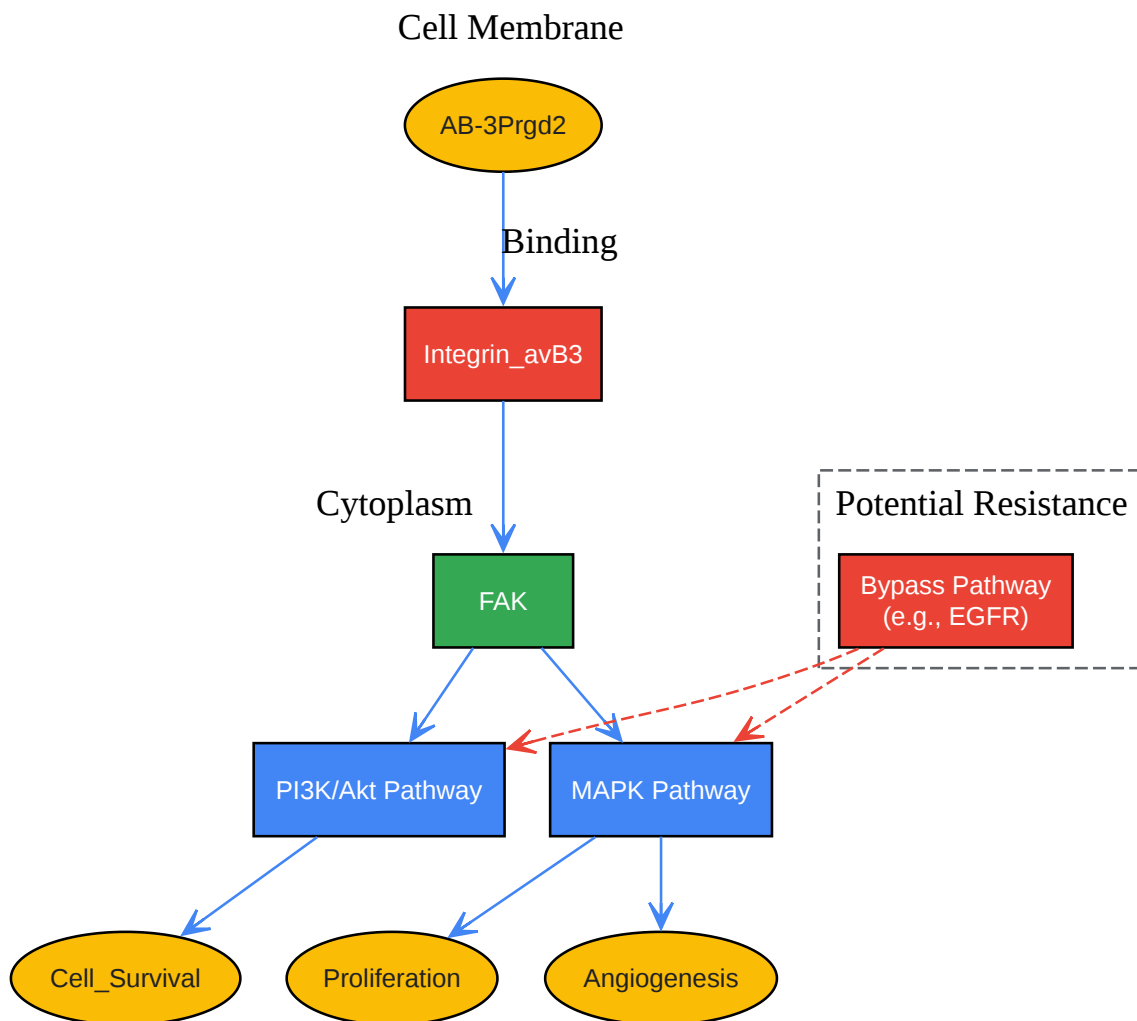 Cell Membrane
AB-3Prgd2
Binding
Integrin_avB3
Cytoplasm
Potential Resistance
FAK
Bypass Pathway
(e.g., EGFR)
PI3K/Akt Pathway
MAPK Pathway
Cell_Survival
Proliferation
Angiogenesis